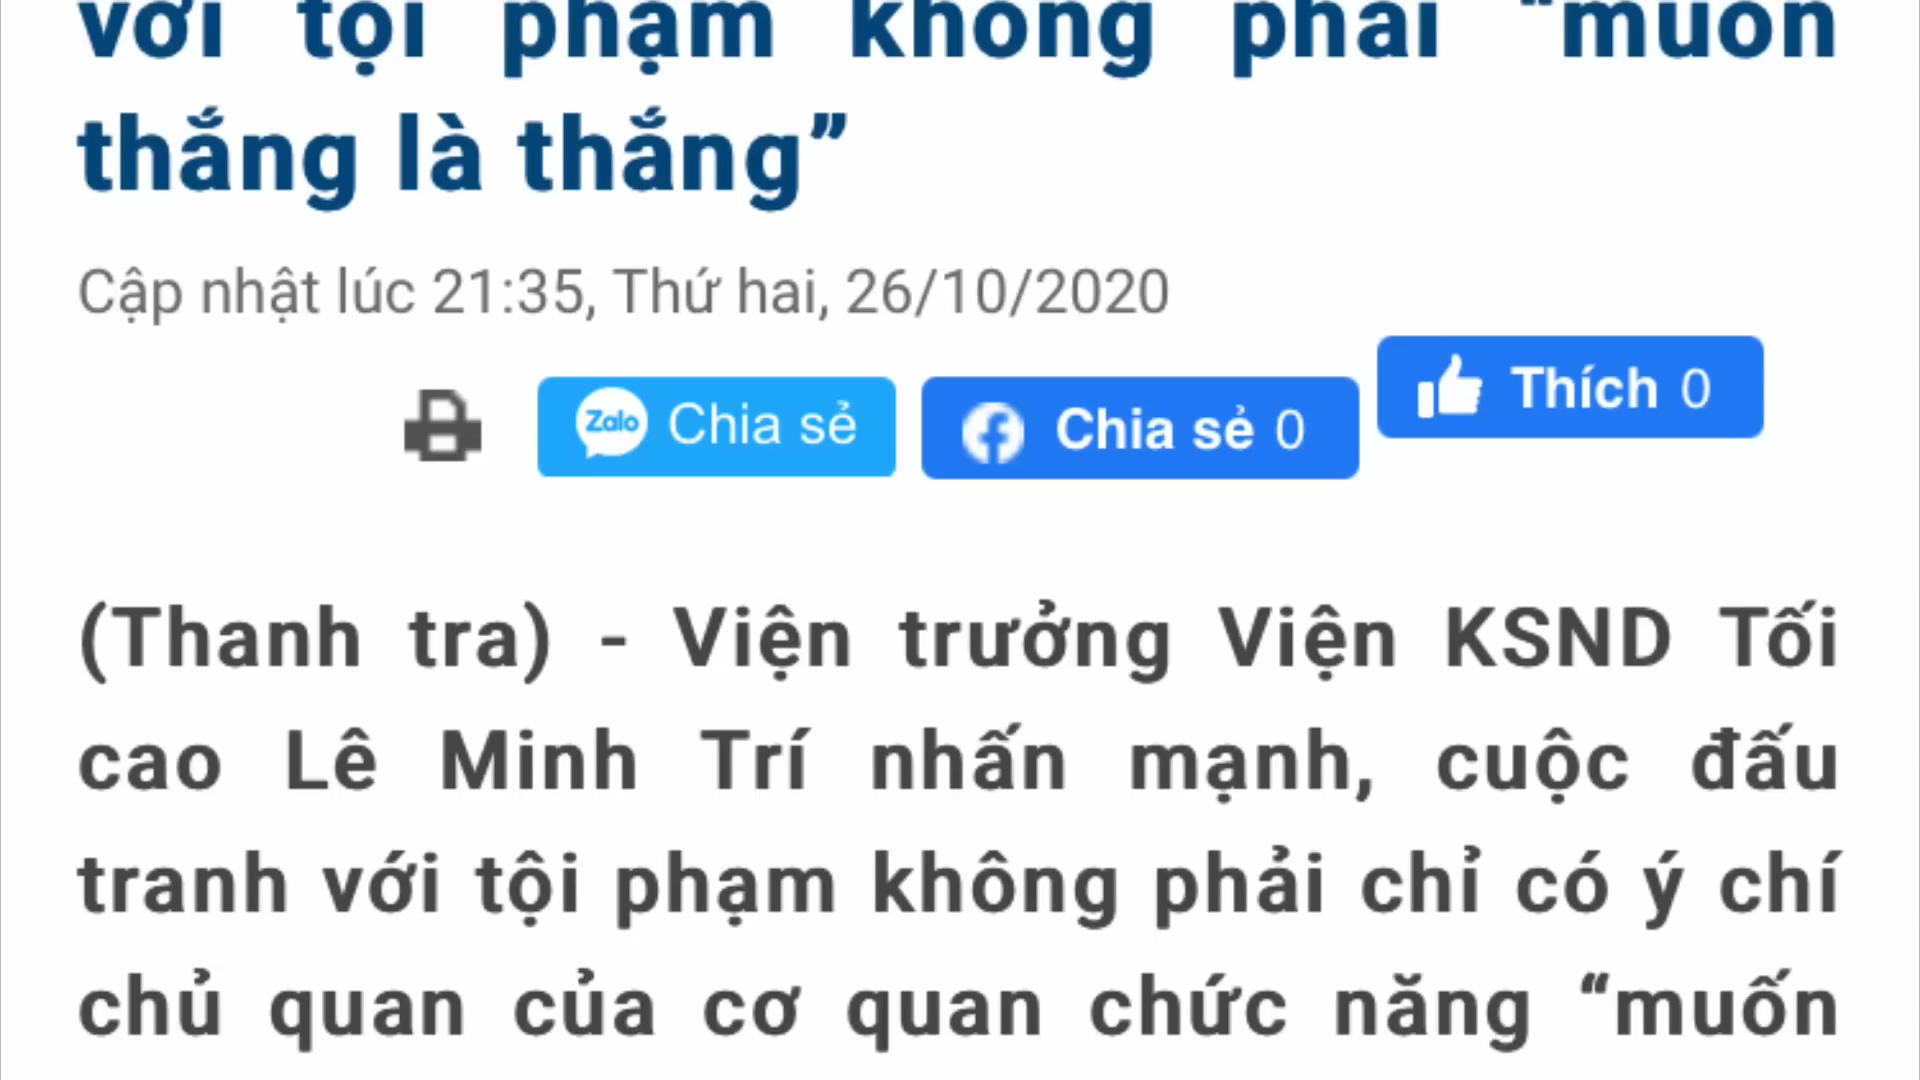 với tội phạm không phải “muốn
thắng là thắng”
Cập nhật lúc 21:35, Thứ hai, 26/10/2020
Zalo Chia sẻ
Chia sẻ 0
Thích 0
(Thanh tra) - Viện trưởng Viện KSND Tối
cao Lê Minh Trí nhấn mạnh, cuộc đấu
tranh với tội phạm không phải chỉ có ý chí
chủ quan của cơ quan chức năng “muốn